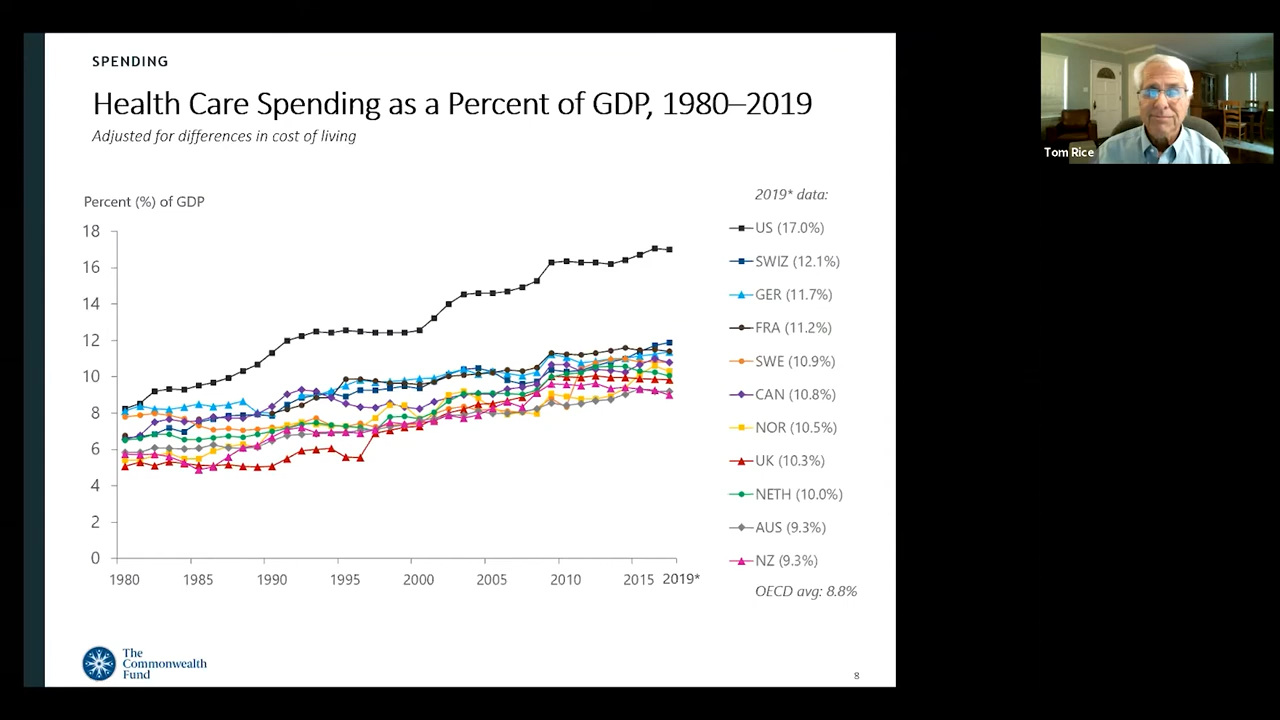 SPENDING
Health Care Spending as a Percent of GDP, 1980–2019
Adjusted for differences in cost of living
Percent (%) of GDP
18
16
14
12
10
8
6
4
2
0
1980 1985 1990 1995 2000 2005 2010 2015 2019*
2019* data:
US (17.0%)
SWIZ (12.1%)
GER (11.7%)
FRA (11.2%)
SWE (10.9%)
CAN (10.8%)
NOR (10.5%)
UK (10.3%)
NETH (10.0%)
AUS (9.3%)
NZ (9.3%)
OECD avg: 8.8%
The
Commonwealth
Fund
8
Tom Rice